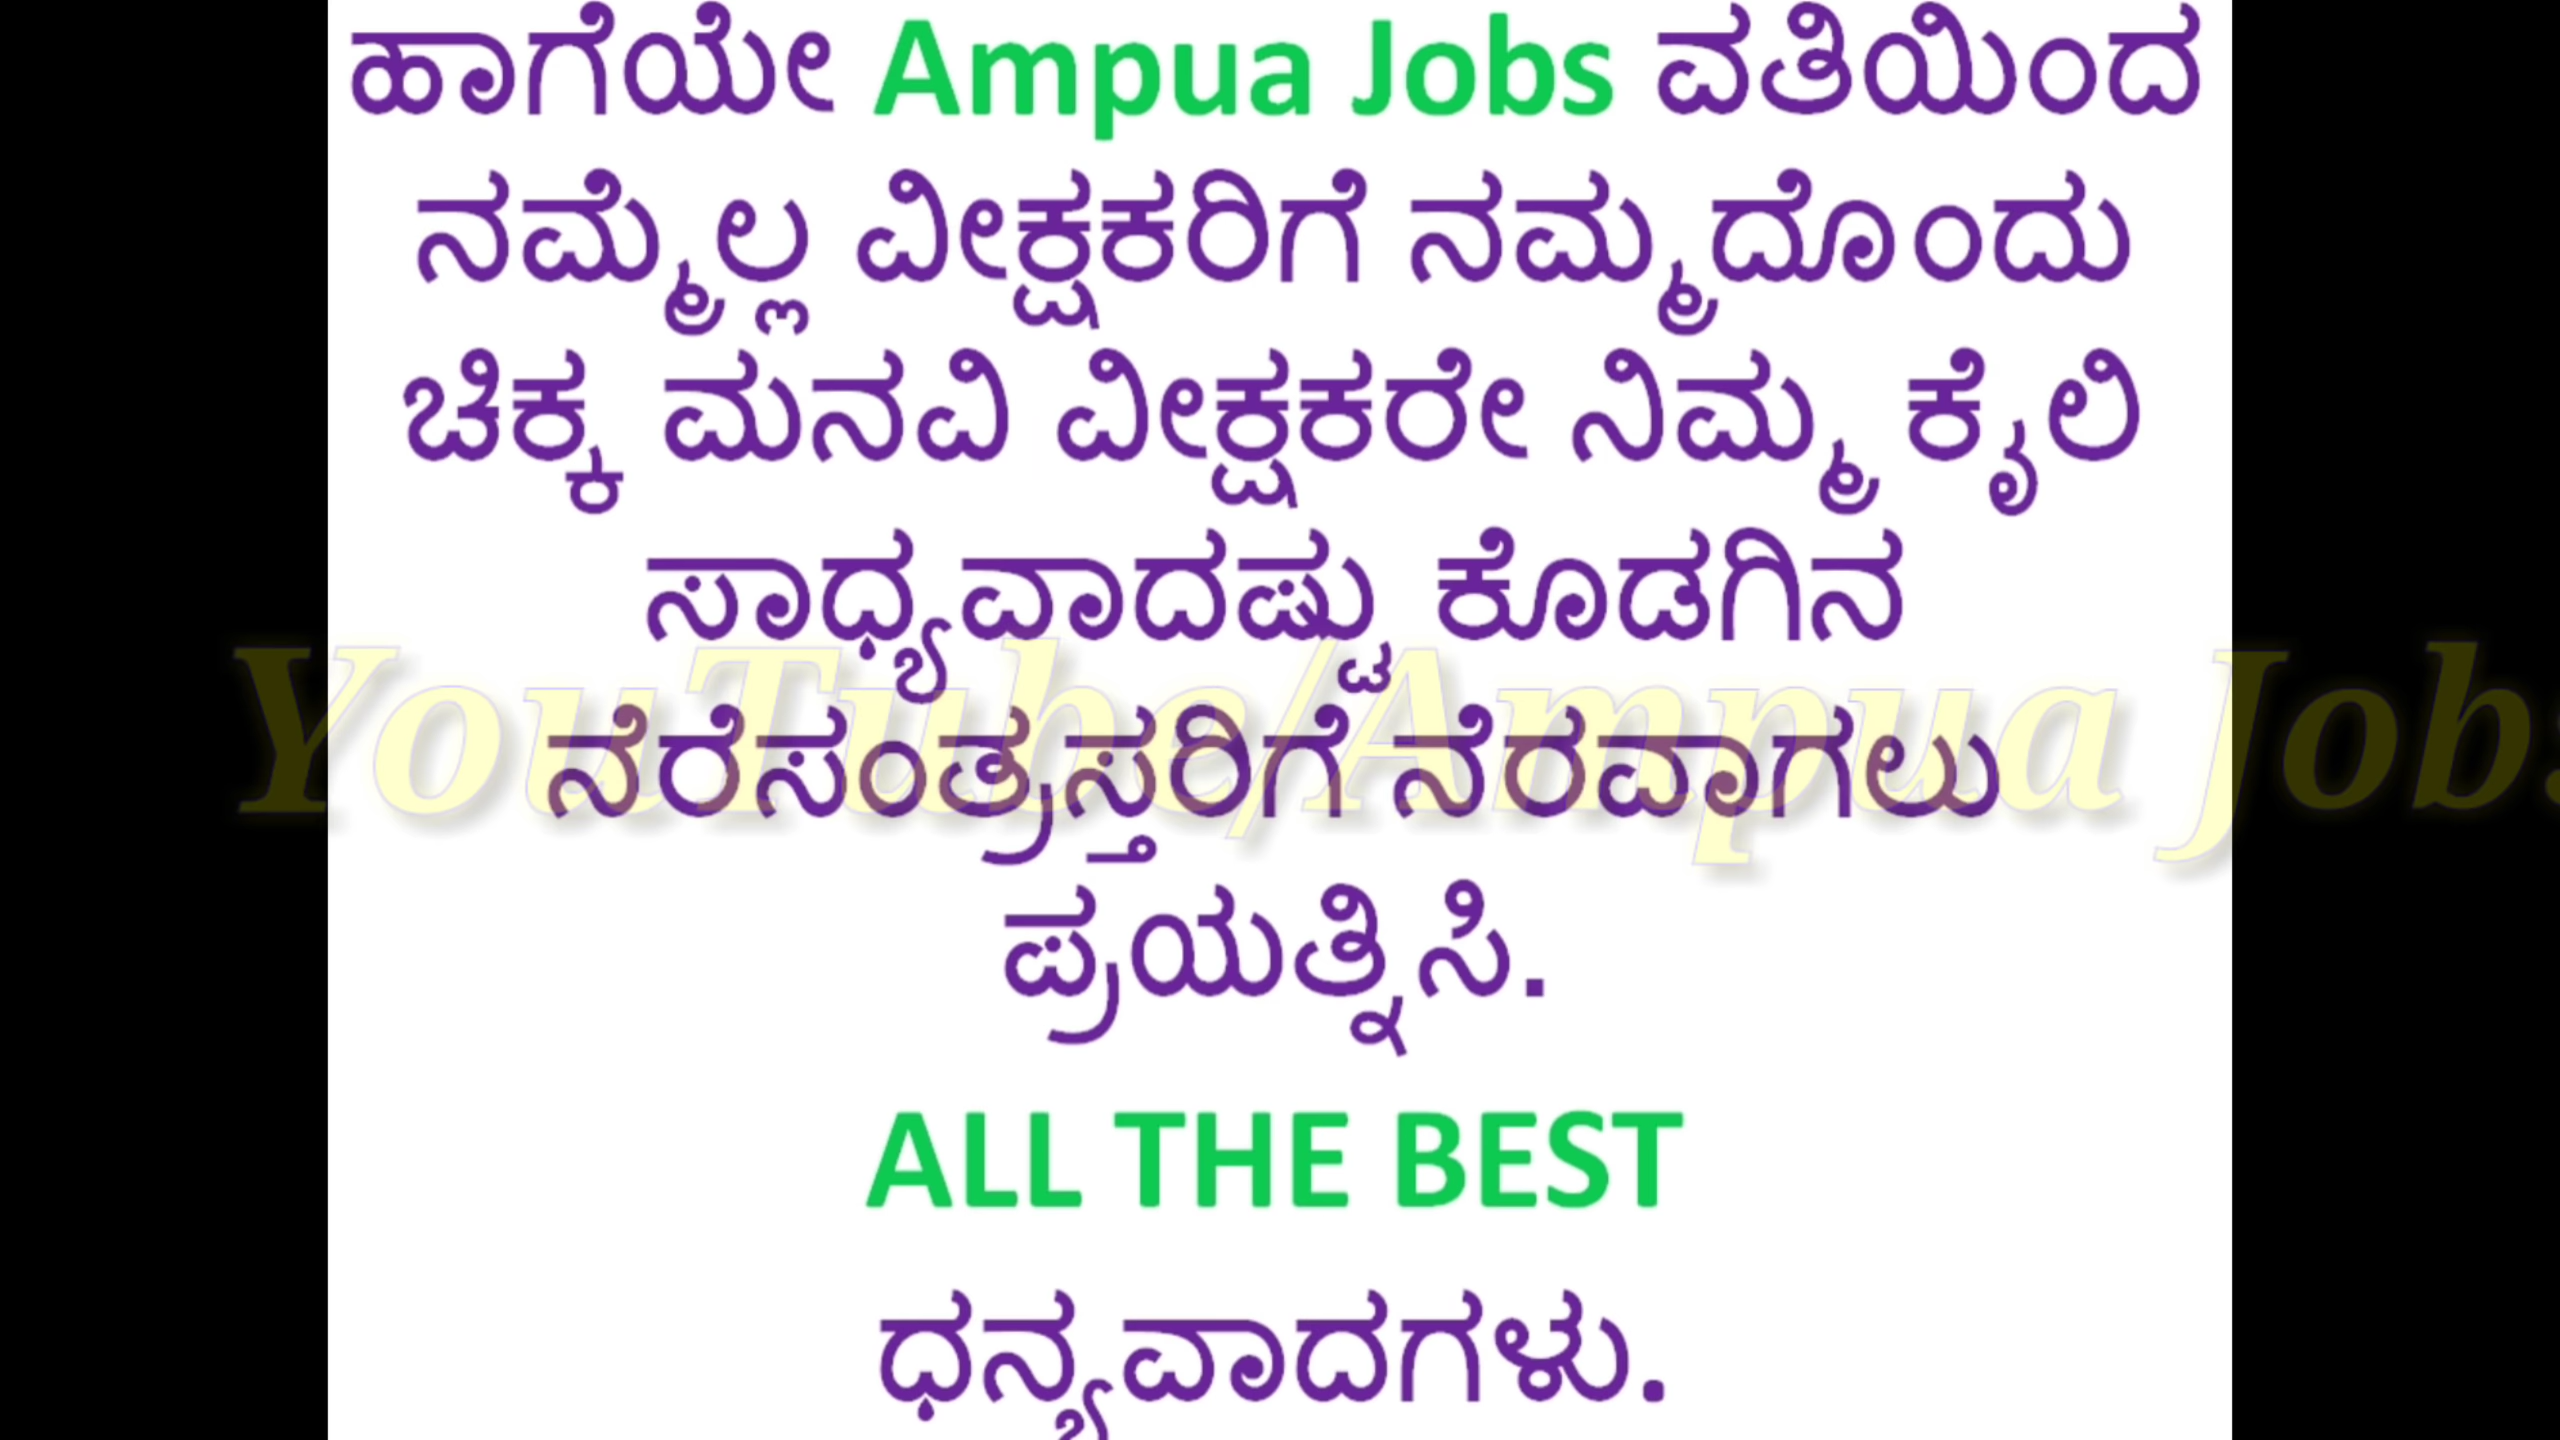 ಹಾಗೆಯೇ Ampua Jobs ವತಿಯಿಂದ
ನಮ್ಮೆಲ್ಲ ವೀಕ್ಷಕರಿಗೆ ನಮ್ಮದೊಂದು
ಚಿಕ್ಕ ಮನವಿ ವೀಕ್ಷಕರೇ ನಿಮ್ಮ ಕೈಲಿ
ಸಾಧ್ಯವಾದಷ್ಟು ಕೊಡಗಿನ
YouTube/Ampua Jobs
ನೆರೆಸಂತ್ರಸ್ತರಿಗೆ ನೆರವಾಗಲು
ಪ್ರಯತ್ನಿಸಿ.
ALL THE BEST
ಧನ್ಯವಾದಗಳು.